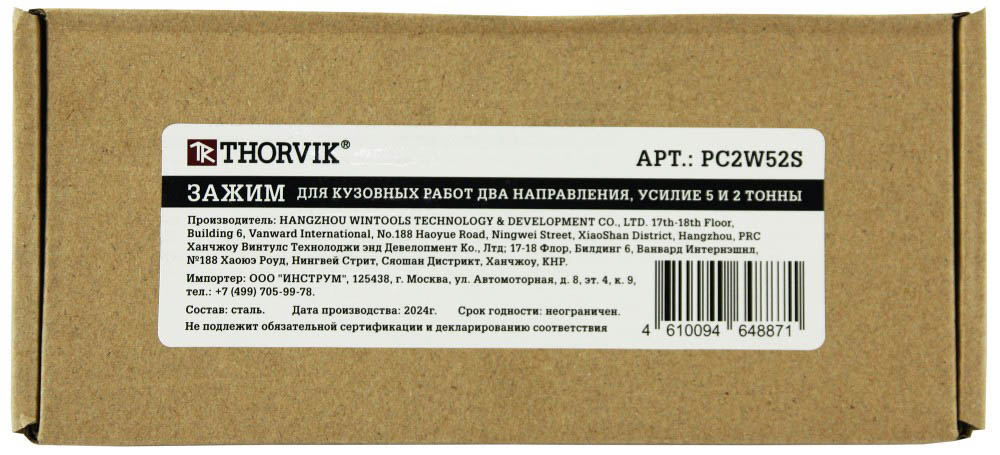 TR THORVIK® АРТ.: PC2W52S
ЗАЖИМ ДЛЯ КУЗОВНЫХ РАБОТ ДВА НАПРАВЛЕНИЯ, УСИЛИЕ 5 И 2 ТОННЫ
Производитель: HANGZHOU WINTOOLS TECHNOLOGY & DEVELOPMENT CO., LTD. 17th-18th Floor,
Building 6, Vanward International, No.188 Haoyue Road, Ningwei Street, XiaoShan District, Hangzhou, PRC
Ханчжоу Винтулс Технолоджи энд Девелопмент Ко., Лтд; 17-18 Флор, Билдинг 6, Ванвард Интернэшнл,
№188 Хаоюэ Роуд, Нингвей Стрит, Сяошан Дистрикт, Ханчжоу, КНР.
Импортер: ООО "ИНСТРУМ", 125438, г. Москва, ул. Автомоторная, д. 8, эт. 4, к. 9,
тел.: +7 (499) 705-99-78.
Состав: сталь. Дата производства: 2024г. Срок годности: неограничен.
Не подлежит обязательной сертификации и декларированию соответствия
4 610094 648871